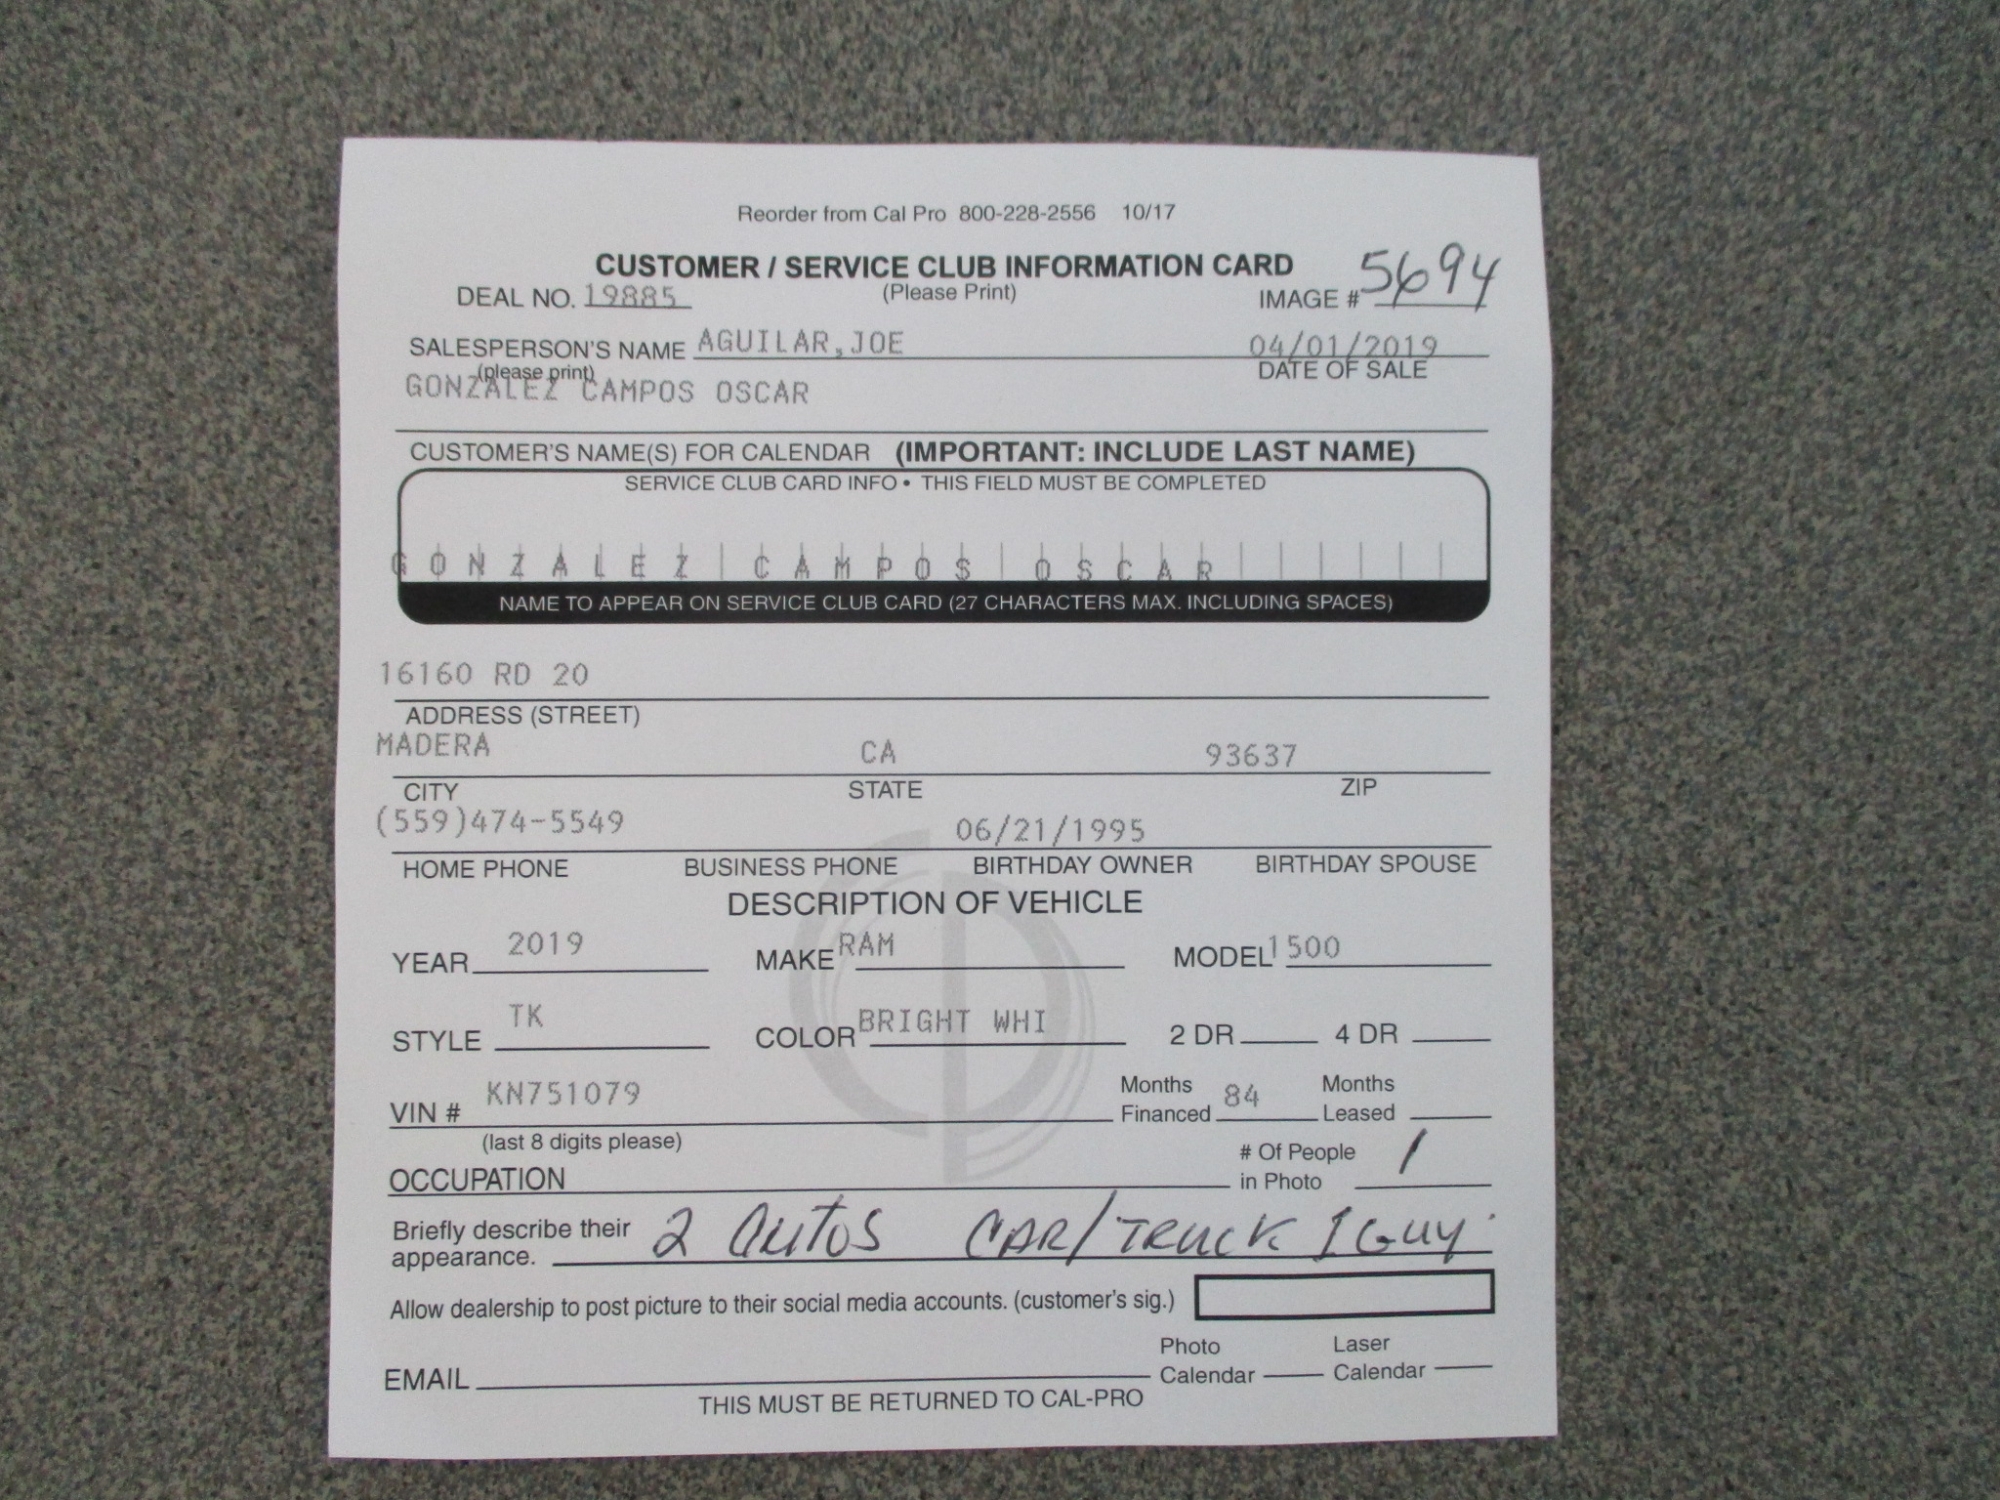 Reorder from Cal Pro 800-228-2556 10/17
CUSTOMER / SERVICE CLUB INFORMATION CARD
DEAL NO. 19885 (Please Print) IMAGE # 5694
SALESPERSON'S NAME AGUILAR,JOE 04/01/2019
(please print) DATE OF SALE
GONZALEZ CAMPOS OSCAR
CUSTOMER'S NAME(S) FOR CALENDAR (IMPORTANT: INCLUDE LAST NAME)
SERVICE CLUB CARD INFO • THIS FIELD MUST BE COMPLETED
GONZALEZ CAMPOS OSCAR
NAME TO APPEAR ON SERVICE CLUB CARD (27 CHARACTERS MAX. INCLUDING SPACES)
16160 RD 20
ADDRESS (STREET)
MADERA CA 93637
CITY STATE ZIP
(559)474-5549 06/21/1995
HOME PHONE BUSINESS PHONE BIRTHDAY OWNER BIRTHDAY SPOUSE
DESCRIPTION OF VEHICLE
YEAR 2019 MAKE RAM MODEL 1500
STYLE TK COLOR BRIGHT WHI 2 DR 4 DR
VIN # KN751079 Months Financed 84 Months Leased
(last 8 digits please)
OCCUPATION # Of People in Photo 1
Briefly describe their appearance. 2 AUTOS CAR/TRUCK 1 GUY
Allow dealership to post picture to their social media accounts. (customer's sig.)
EMAIL Photo Calendar Laser Calendar
THIS MUST BE RETURNED TO CAL-PRO